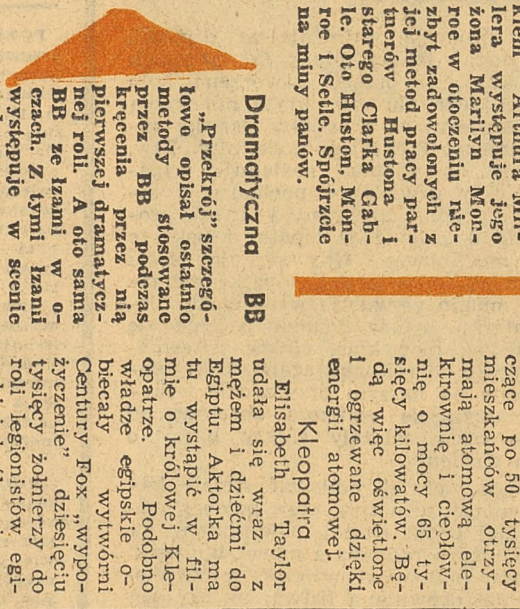 kiem Arthura Mil-
lera występuje jego
żona Marilyn Mon-
roe w otoczeniu nie-
zbyt zadowolonych z
jej metod pracy par-
tnerów Hustona i
starego Clarka Gab-
le. Oto Huston, Mon-
roe i Setle. Spójrzcie
na miny panów.
Dramatyczna BB
„Przekrój” szczegó-
łowo opisał ostatnio
metody stosowane
przez BB podczas
kręcenia przez nią
pierwszej dramatycz-
nej roli. A oto sama
BB ze łzami w o-
czach. Z tymi łzami
występuje w scenie
czące po 50 tysięcy
mieszkańców otrzy-
mają atomową ele-
ktrownię i ciepłow-
nię o mocy 65 ty-
sięcy kilowatów. Bę-
dą więc oświetlone
i ogrzewane dzięki
energii atomowej.
Kleopatra
Elisabeth Taylor
udała się wraz z
mężem i dziećmi do
Egiptu. Aktorka ma
tu wystąpić w fil-
mie o królowej Kle-
opatrze. Podobno
władze egipskie o-
biecały wytwórni
Century Fox „wypo-
życzenie” dziesięciu
tysięcy żołnierzy do
roli legionistów egi-